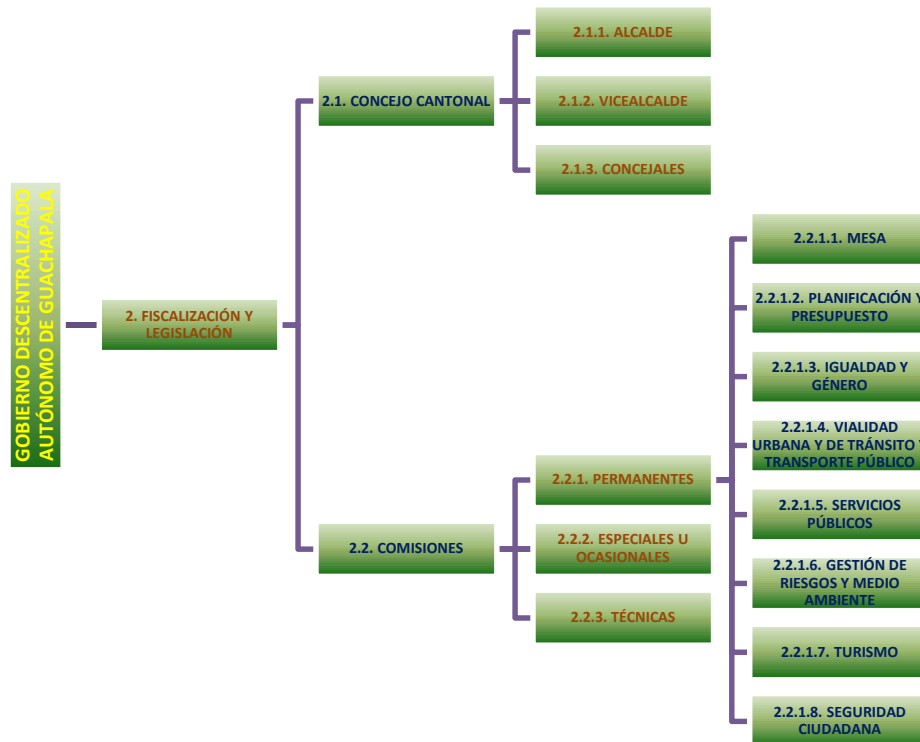 GOBIERNO DESCENTRALIZADO
AUTÓNOMO DE GUACHAPALA
2. FISCALIZACIÓN Y
LEGISLACIÓN
2.1. CONCEJO CANTONAL
2.1.1. ALCALDE
2.1.2. VICEALCALDE
2.1.3. CONCEJALES
2.2. COMISIONES
2.2.1. PERMANENTES
2.2.1.1. MESA
2.2.1.2. PLANIFICACIÓN Y
PRESUPUESTO
2.2.1.3. IGUALDAD Y
GÉNERO
2.2.1.4. VIALIDAD
URBANA Y DE TRÁNSITO Y
TRANSPORTE PÚBLICO
2.2.1.5. SERVICIOS
PÚBLICOS
2.2.1.6. GESTIÓN DE
RIESGOS Y MEDIO
AMBIENTE
2.2.1.7. TURISMO
2.2.1.8. SEGURIDAD
CIUDADANA
2.2.2. ESPECIALES U
OCASIONALES
2.2.3. TÉCNICAS